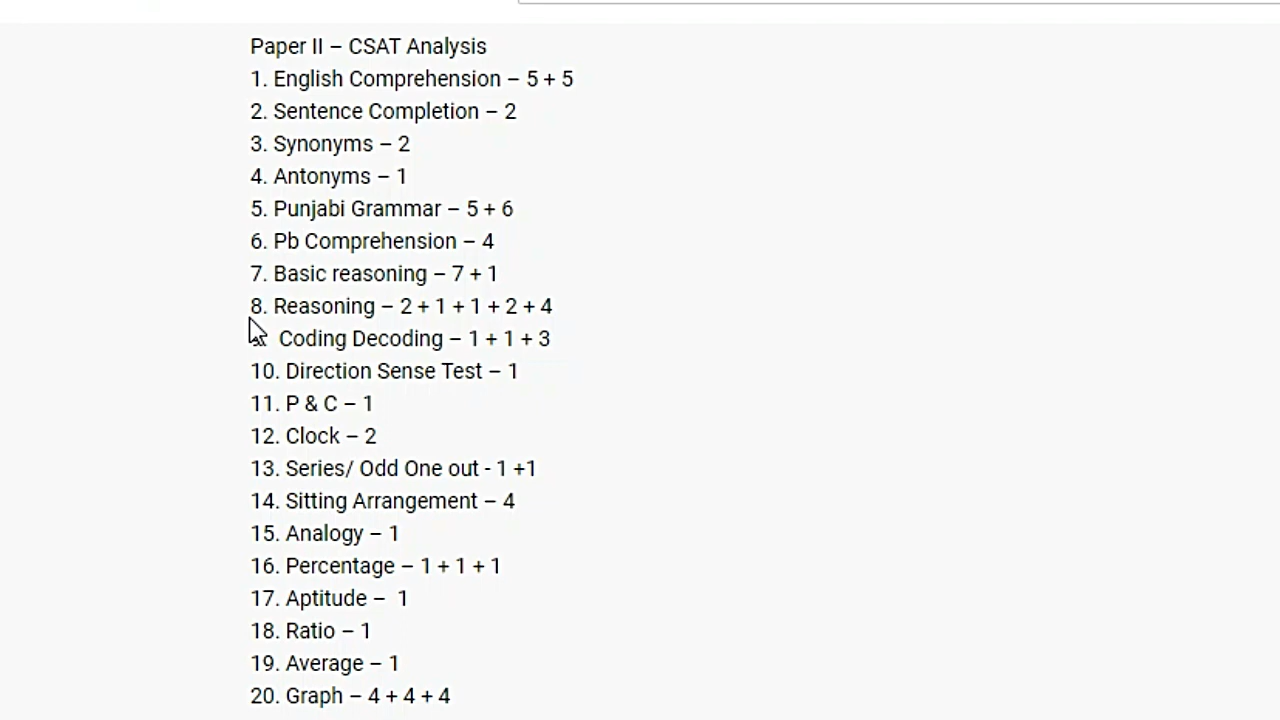 Paper II – CSAT Analysis
1. English Comprehension – 5 + 5
2. Sentence Completion – 2
3. Synonyms – 2
4. Antonyms – 1
5. Punjabi Grammar – 5 + 6
6. Pb Comprehension – 4
7. Basic reasoning – 7 + 1
8. Reasoning – 2 + 1 + 1 + 2 + 4
Coding Decoding – 1 + 1 + 3
10. Direction Sense Test – 1
11. P & C – 1
12. Clock – 2
13. Series/ Odd One out - 1 +1
14. Sitting Arrangement – 4
15. Analogy – 1
16. Percentage – 1 + 1 + 1
17. Aptitude –  1
18. Ratio – 1
19. Average – 1
20. Graph – 4 + 4 + 4